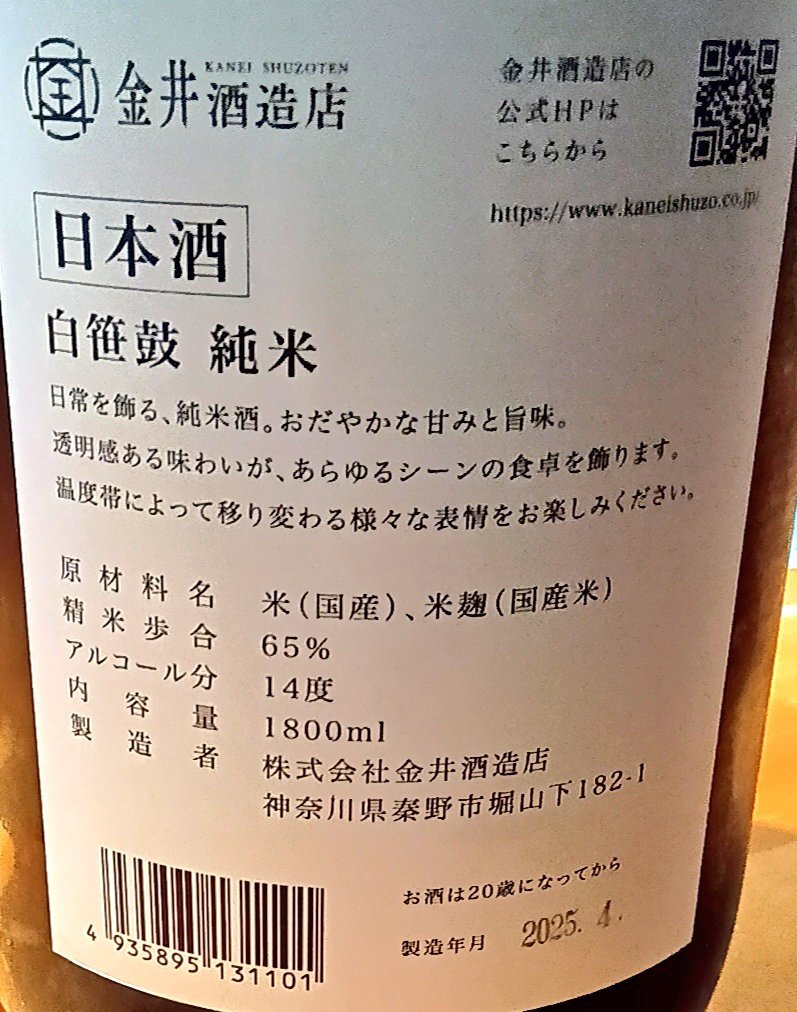 KANEI SHUZOTEN
金井酒造店
金井酒造店の
公式HPは
こちらから
https://www.kaneishuzo.co.jp/
日本酒
白笹鼓 純米
日常を飾る、純米酒。おだやかな甘みと旨味。
透明感ある味わいが、あらゆるシーンの食卓を飾ります。
温度帯によって移り変わる様々な表情をお楽しみください。
原材料名 米(国産)、米麹(国産米)
精米歩合 65%
アルコール分 14度
内容量 1800ml
製造者 株式会社金井酒造店
神奈川県秦野市堀山下182-1
お酒は20歳になってから
製造年月 2025. 4.
4 935895 131101